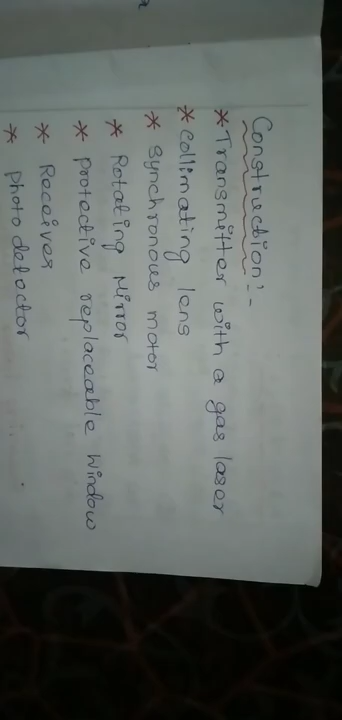 Construction:-
* Transmitter with a gas laser
* collimating lens
* synchronous motor
* Rotating Mirror
* protective replaceable window
* Receiver
* photo detector